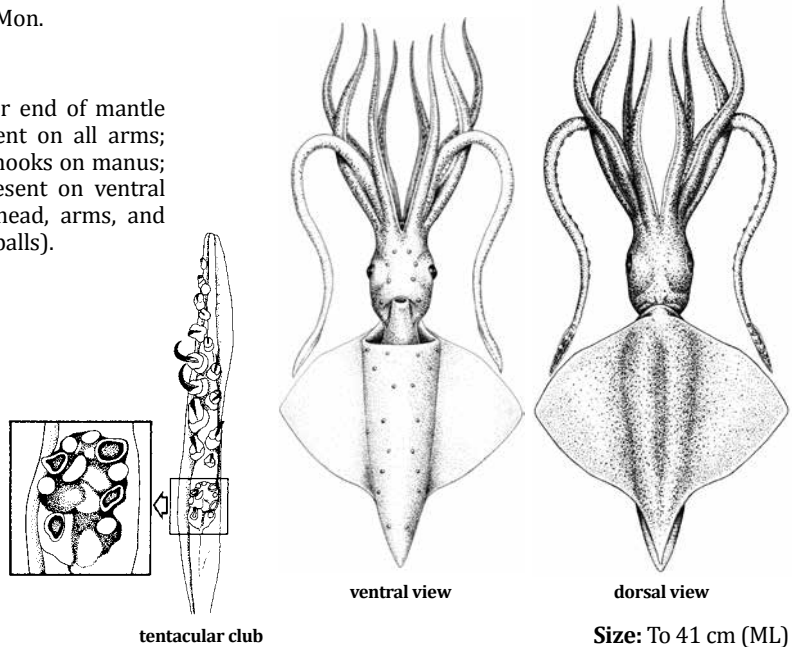 Mon.
r end of mantle
ent on all arms;
hooks on manus;
esent on ventral
head, arms, and
balls).
ventral view
dorsal view
tentacular club
Size: To 41 cm (ML)